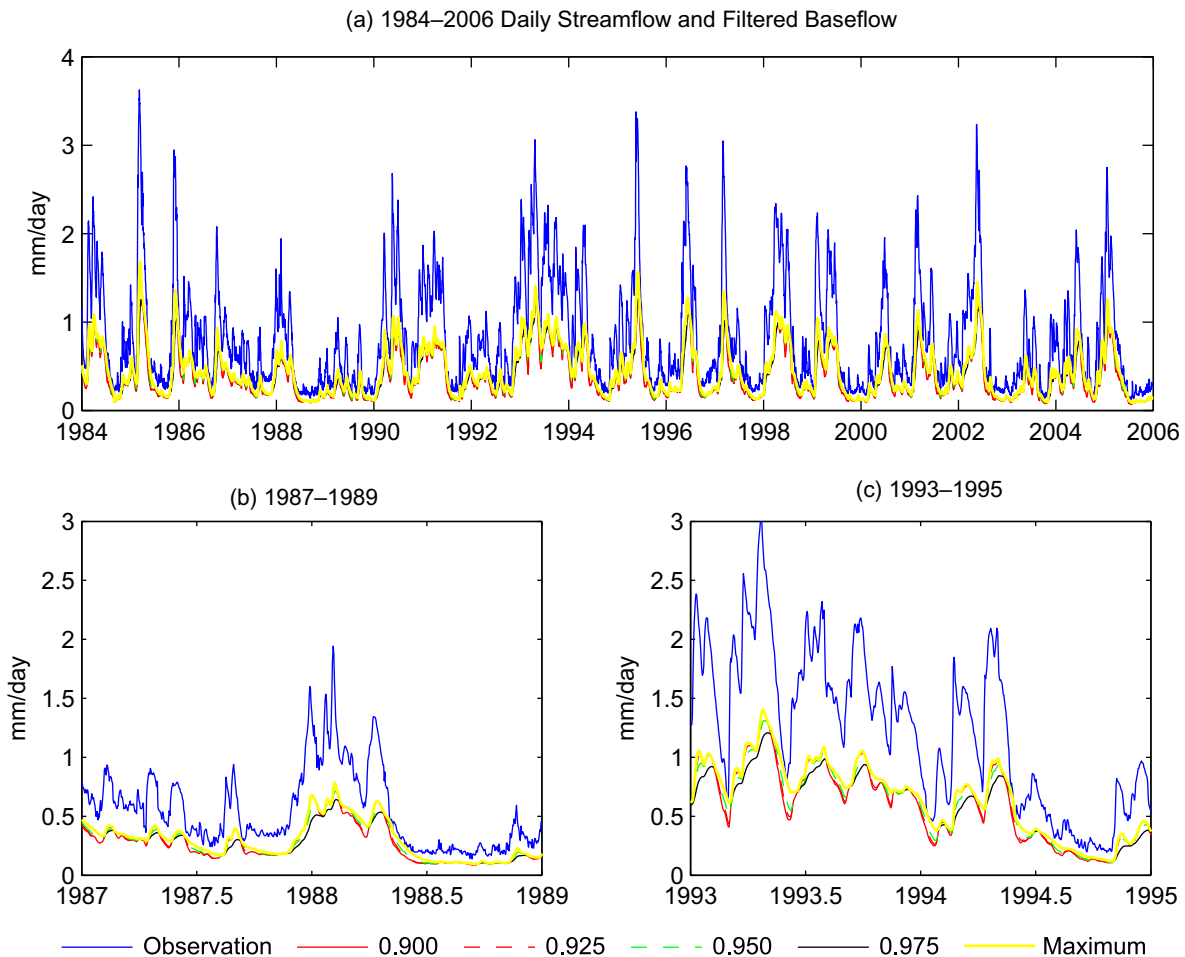 (a) 1984–2006 Daily Streamflow and Filtered Baseflow
4
3
2
1
0
mm/day
1984 1986 1988 1990 1992 1994 1996 1998 2000 2002 2004 2006
(b) 1987–1989
3
2.5
2
1.5
1
0.5
0
mm/day
1987 1987.5 1988 1988.5 1989
(c) 1993–1995
3
2.5
2
1.5
1
0.5
0
mm/day
1993 1993.5 1994 1994.5 1995
Observation 0.900 0.925 0.950 0.975 Maximum